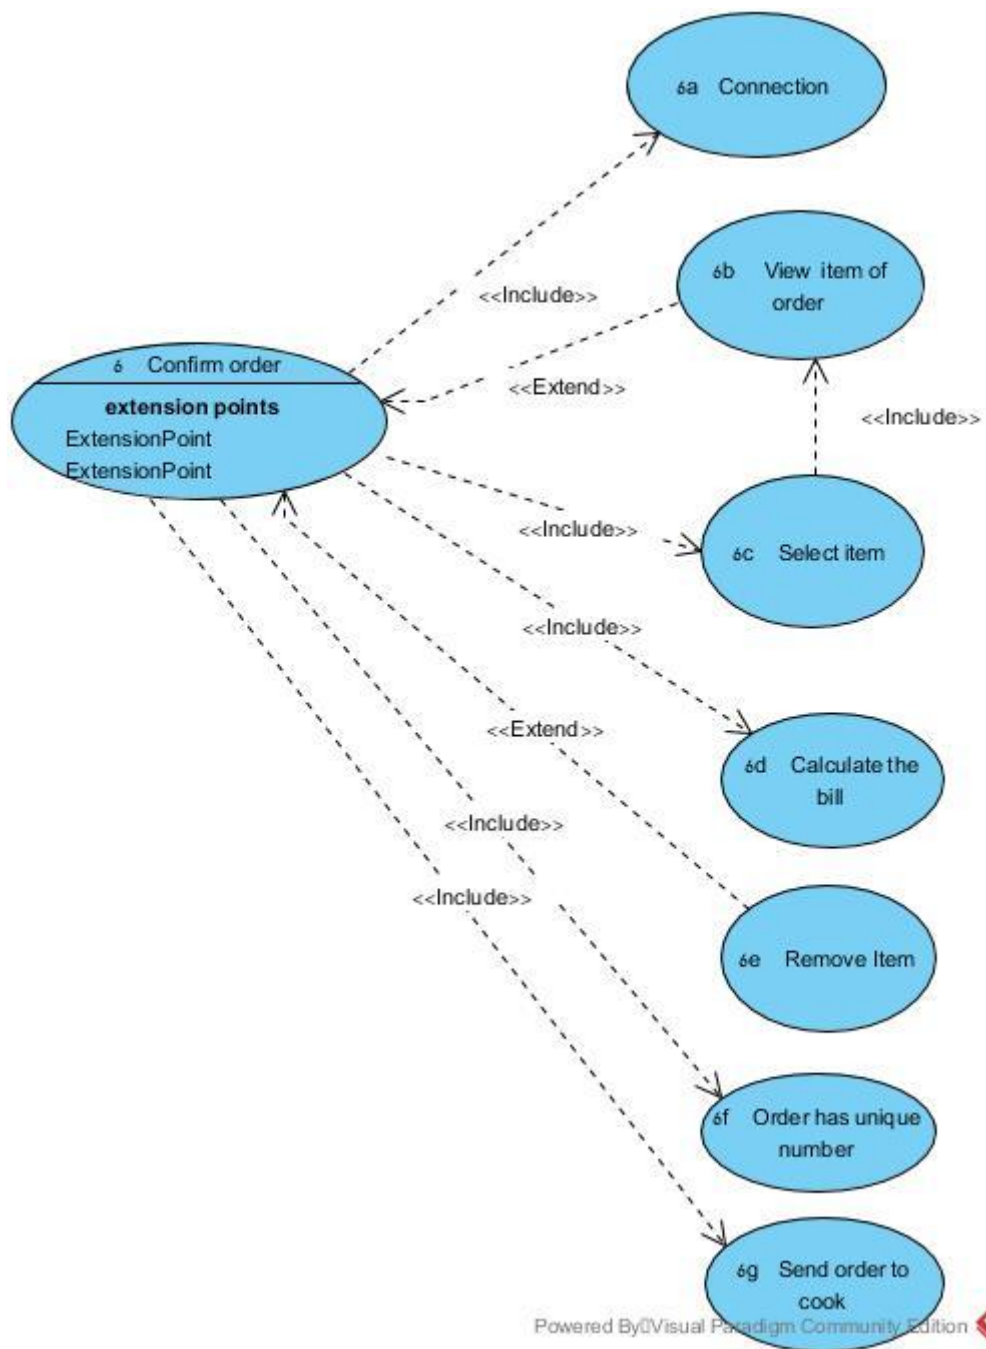 6a Connection
6b View item of
order
<<Include>>
6 Confirm order
<<Extend>>
extension points
<<Include>>
ExtensionPoint
ExtensionPoint
<<Include>>
6c Select item
<<Include>>
<<Extend>>
6d Calculate the
bill
<<Include>>
<<Include>>
6e Remove Item
6f Order has unique
number
6g Send order to
cook
Powered By Visual Paradigm Community Edition